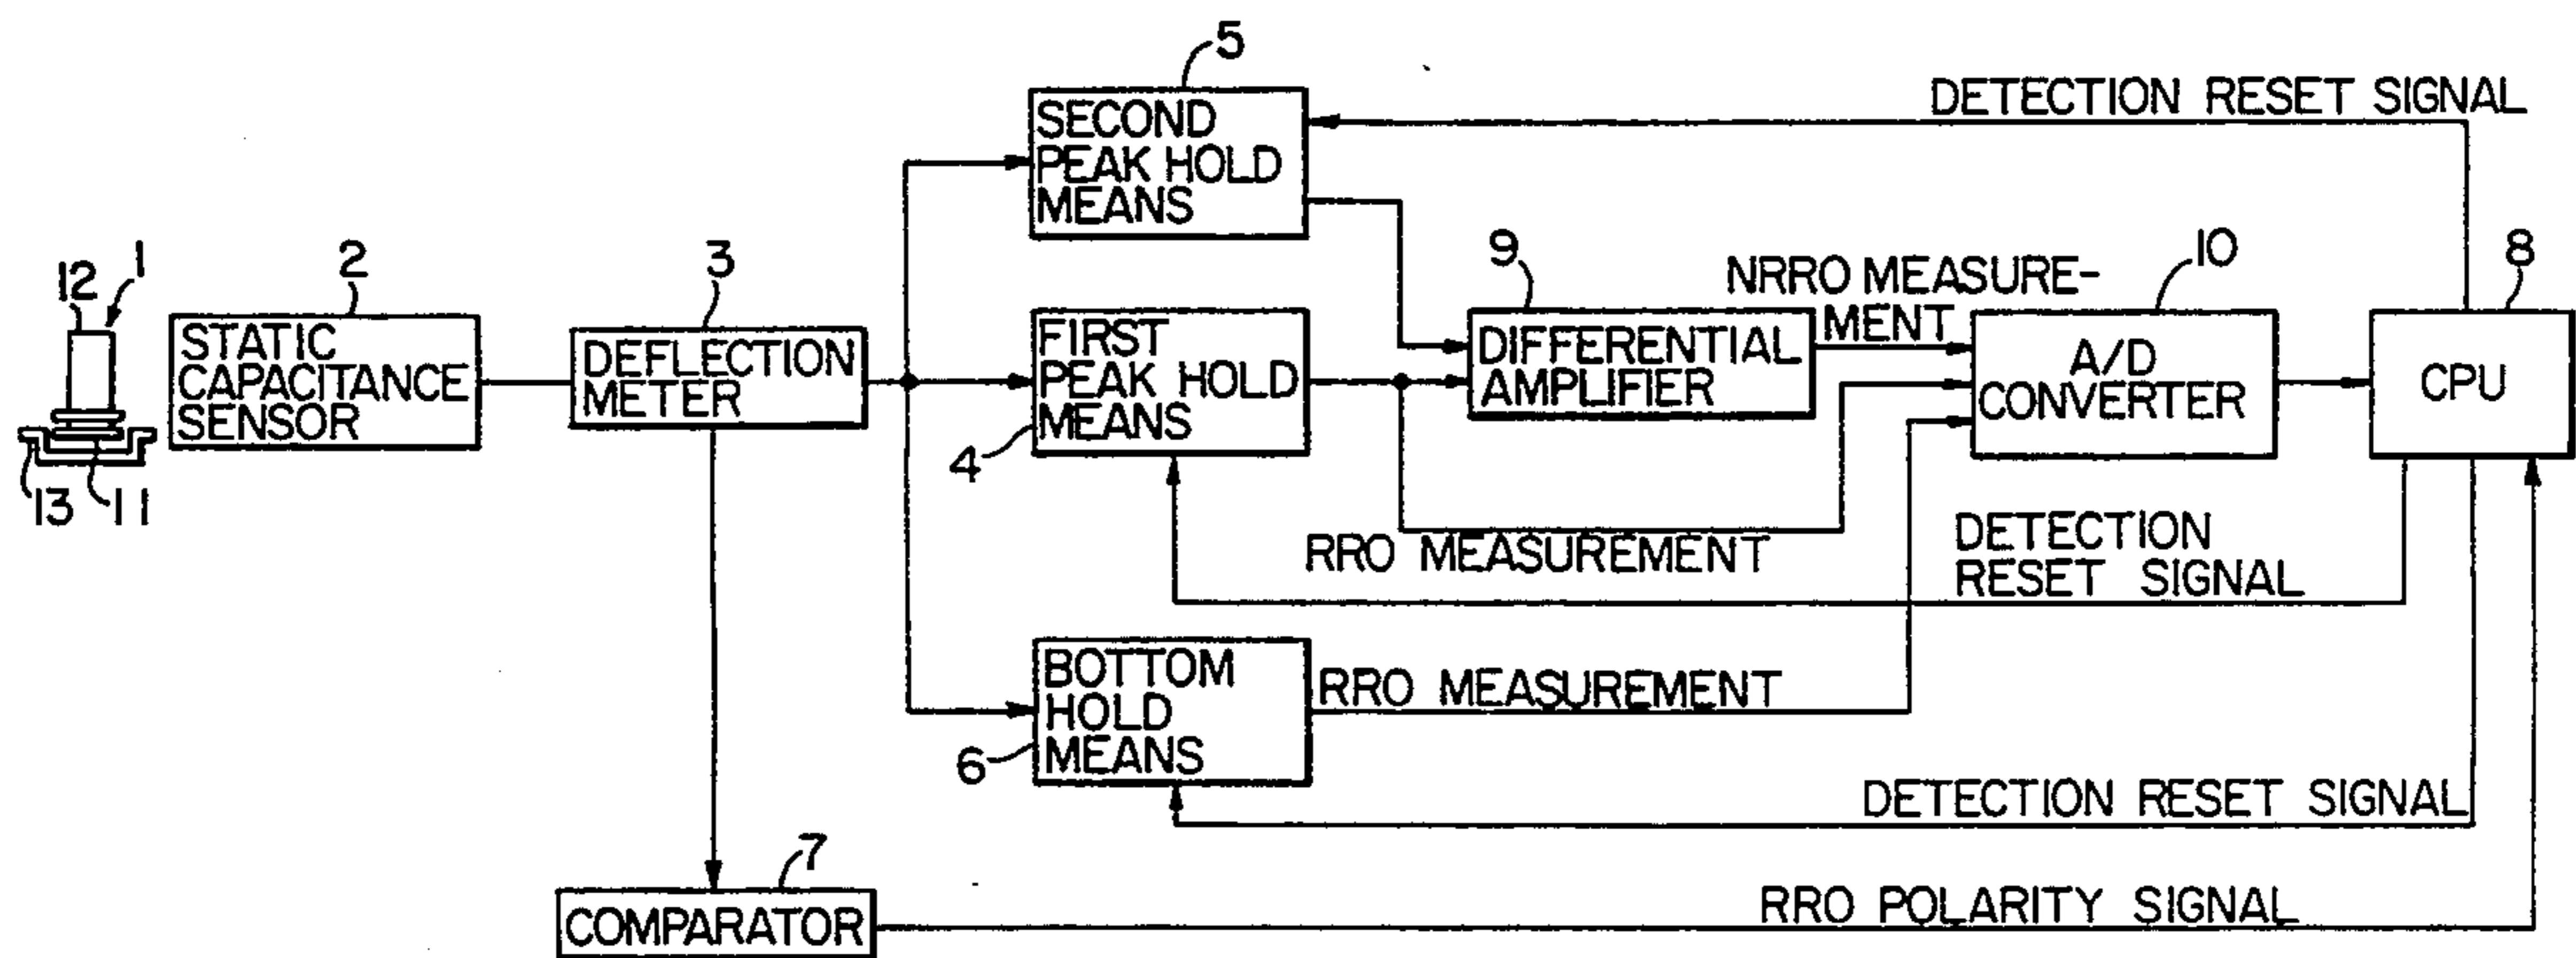 5
DETECTION RESET SIGNAL
SECOND
PEAK HOLD
MEANS
12
1
2
3
9
NRRO MEASURE-
MENT
10
8
STATIC
CAPACITANCE
SENSOR
DEFLECTION
METER
FIRST
PEAK HOLD
MEANS
4
DIFFERENTIAL
AMPLIFIER
A/D
CONVERTER
CPU
13
11
RRO MEASUREMENT
DETECTION
RESET SIGNAL
BOTTOM
HOLD
MEANS
6
RRO MEASUREMENT
DETECTION RESET SIGNAL
7
COMPARATOR
RRO POLARITY SIGNAL